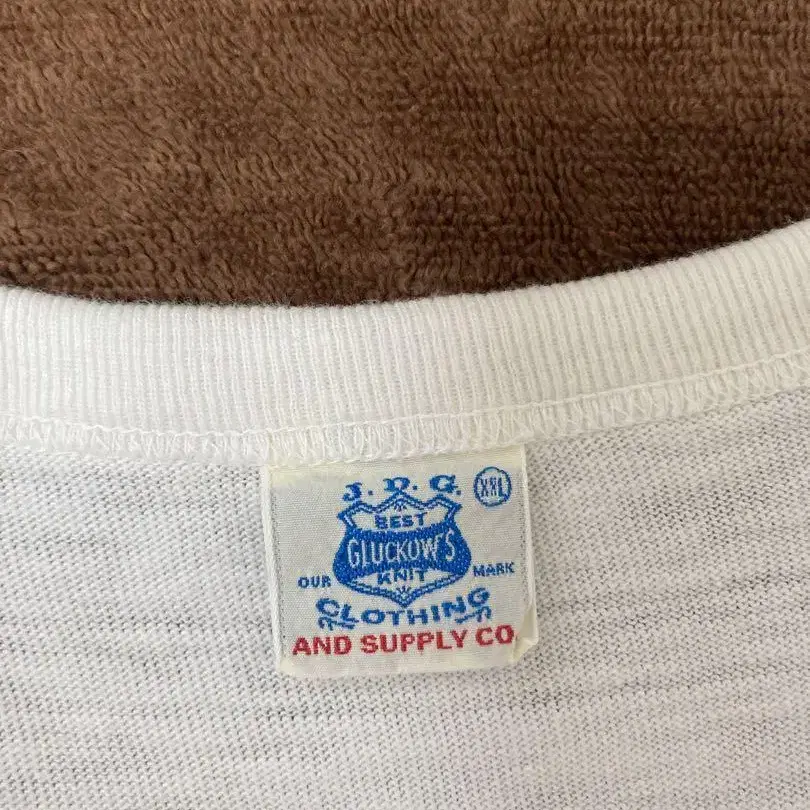 J.D.G. XXL
BEST
GLUCKOW'S
KNIT
OUR MARK
CLOTHING
AND SUPPLY CO